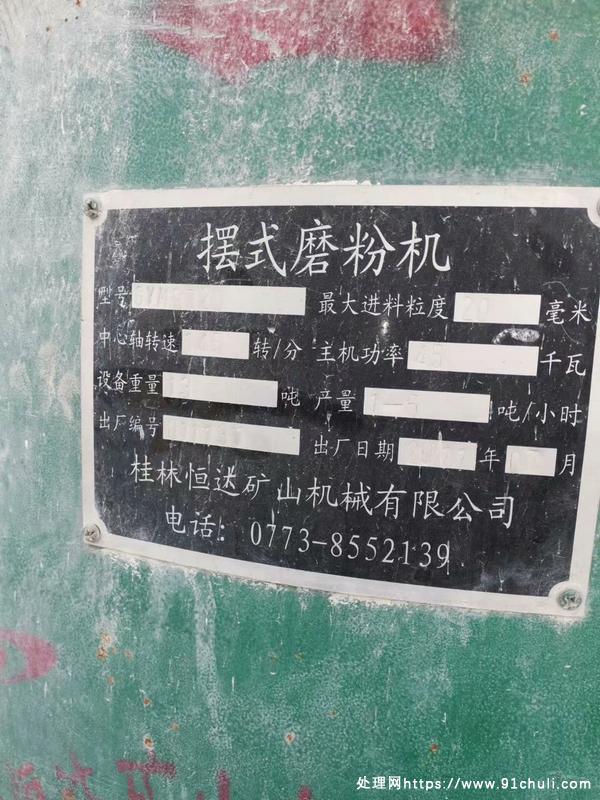 摆式磨粉机
型号 最大进料粒度 20 毫米
中心轴转速 转/分 主机功率 千瓦
设备重量 吨 产量 吨/小时
出厂编号 出厂日期 年 月
桂林恒达矿山机械有限公司
电话: 0773-8552139
处理网https://www.91chuli.com